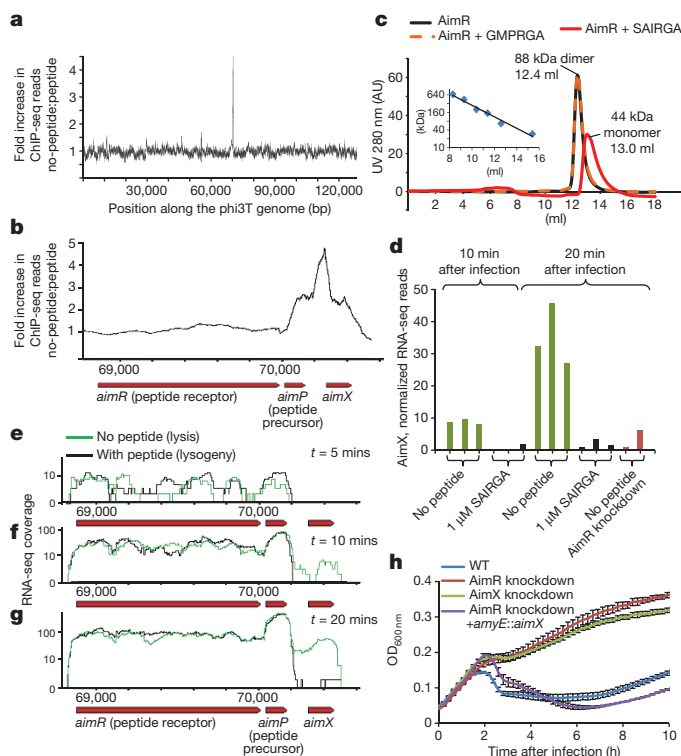 a
Fold increase in
ChIP-seq reads
no-peptide:peptide
4
3
2
1
30,000 60,000 90,000 120,000
Position along the phi3T genome (bp)
b
Fold increase in
ChIP-seq reads
no-peptide:peptide
5
4
3
2
1
69,000 70,000
aimR (peptide receptor)
aimP
(peptide
precursor)
aimX
c
AimR
AimR + GMPRGA
AimR + SAIRGA
88 kDa dimer
12.4 ml
44 kDa
monomer
13.0 ml
UV 280 nm (AU)
60
40
20
0
0 2 4 6 8 10 12 14 16 18
(ml)
(kDa)
640
160
40
10
8 10 12 14 16
(ml)
d
10 min
after infection
20 min
after infection
AimX, normalized RNA-seq reads
50
40
30
20
10
0
No peptide
1 μM SAIRGA
No peptide
1 μM SAIRGA
No peptide
AimR knockdown
e
No peptide (lysis)
With peptide (lysogeny)
t = 5 mins
10
0
69,000 70,000
f
t = 10 mins
RNA-seq coverage
100
10
0
69,000 70,000
g
t = 20 mins
100
10
0
69,000 70,000
aimR (peptide receptor)
aimP
(peptide
precursor)
aimX
h
WT
AimR knockdown
AimX knockdown
AimR knockdown
+amyE::aimX
OD600 nm
0.4
0.3
0.2
0.1
0
0 2 4 6 8 10
Time after infection (h)